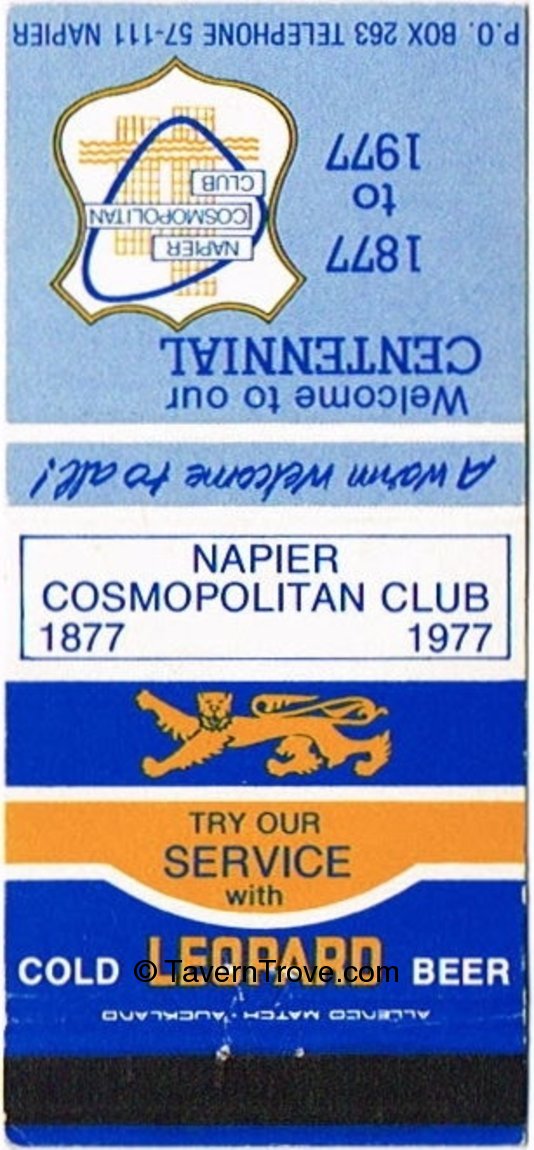 P.O. BOX 263 TELEPHONE 57-111 NAPIER
NAPIER
COSMOPOLITAN
CLUB
1877
to
1977
Welcome to our
CENTENNIAL
A warm welcome to all!
NAPIER
COSMOPOLITAN CLUB
1877 1977
TRY OUR
SERVICE
with
COLD LEOPARD BEER
© TavernTrove.com
ALLENCO MATCH · AUCKLAND